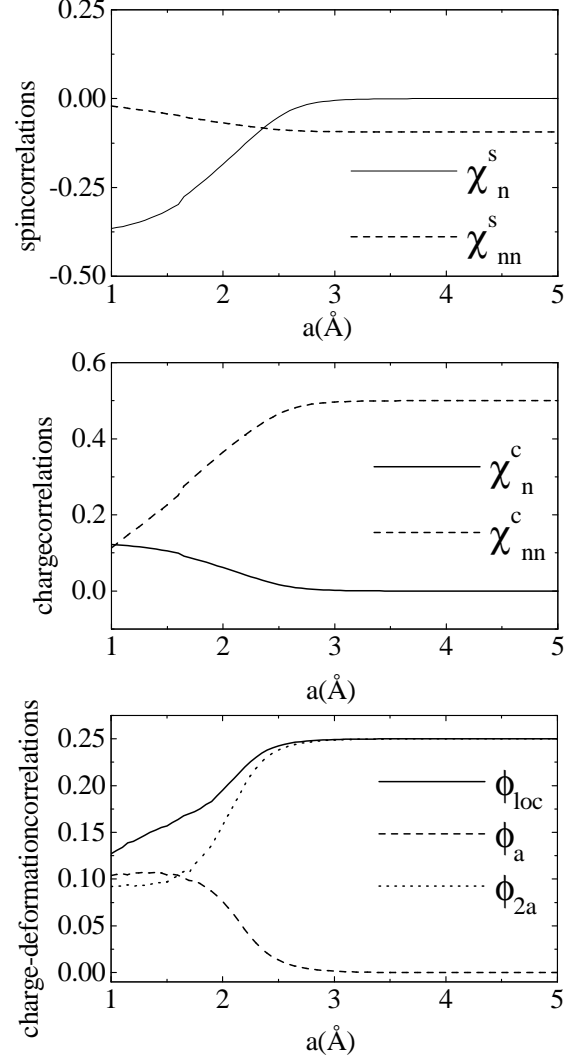 0.25
0.00
-0.25
-0.50
spincorrelations
χ^s_n
χ^s_nn
1 2 3 4 5
a(Å)
0.6
0.4
0.2
0.0
chargecorrelations
χ^c_n
χ^c_nn
1 2 3 4 5
a(Å)
0.25
0.20
0.15
0.10
0.05
0.00
charge-deformationcorrelations
ϕ_loc
ϕ_a
ϕ_2a
1 2 3 4 5
a(Å)